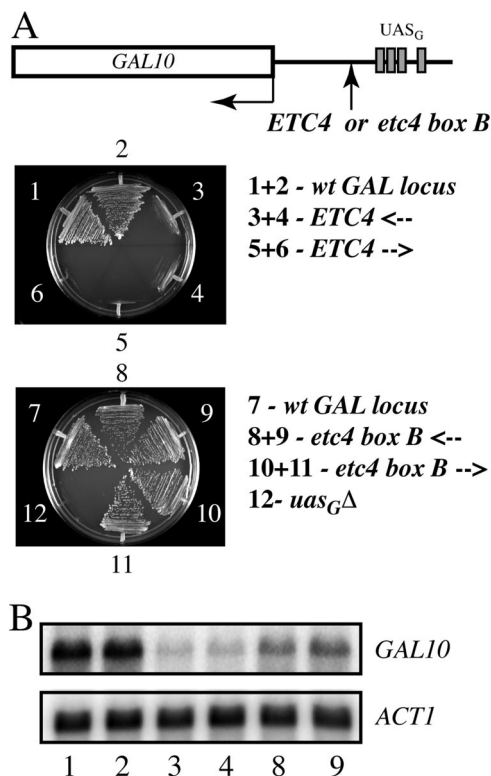 A
UASG
GAL10
ETC4 or etc4 box B
2
1
3
6
4
5
1+2 - wt GAL locus
3+4 - ETC4 <--
5+6 - ETC4 -->
8
7
9
12
10
11
7 - wt GAL locus
8+9 - etc4 box B <--
10+11 - etc4 box B -->
12- uasGΔ
B
GAL10
ACT1
1 2 3 4 8 9